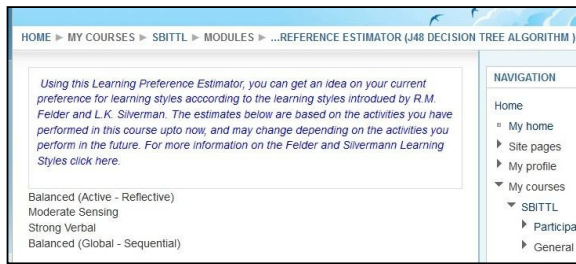 HOME ► MY COURSES ► SBITTL ► MODULES ► ...REFERENCE ESTIMATOR (J48 DECISION TREE ALGORITHM )
Using this Learning Preference Estimator, you can get an idea on your current
preference for learning styles acccording to the learning styles introdued by R.M.
Felder and L.K. Silverman. The estimates below are based on the activities you have
performed in this course upto now, and may change depending on the activities you
perform in the future. For more information on the Felder and Silvermann Learning
Styles click here.
Balanced (Active - Reflective)
Moderate Sensing
Strong Verbal
Balanced (Global - Sequential)
NAVIGATION
Home
My home
Site pages
My profile
My courses
SBITTL
Participa
General